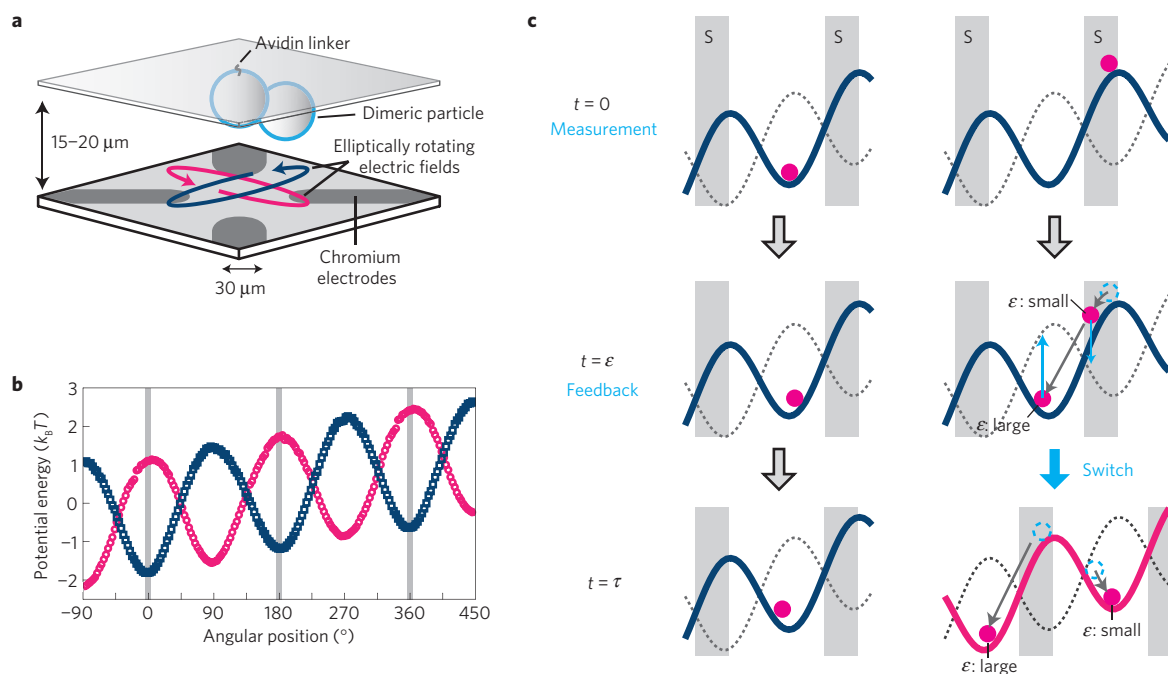 a
Avidin linker
Dimeric particle
15–20 μm
Elliptically rotating
electric fields
Chromium
electrodes
30 μm
b
Potential energy (k_BT)
3
2
1
0
−1
−2
−90 0 90 180 270 360 450
Angular position (°)
c
S S S S
t = 0
Measurement
t = ε
Feedback
ε: small
ε: large
Switch
t = τ
ε: small
ε: large